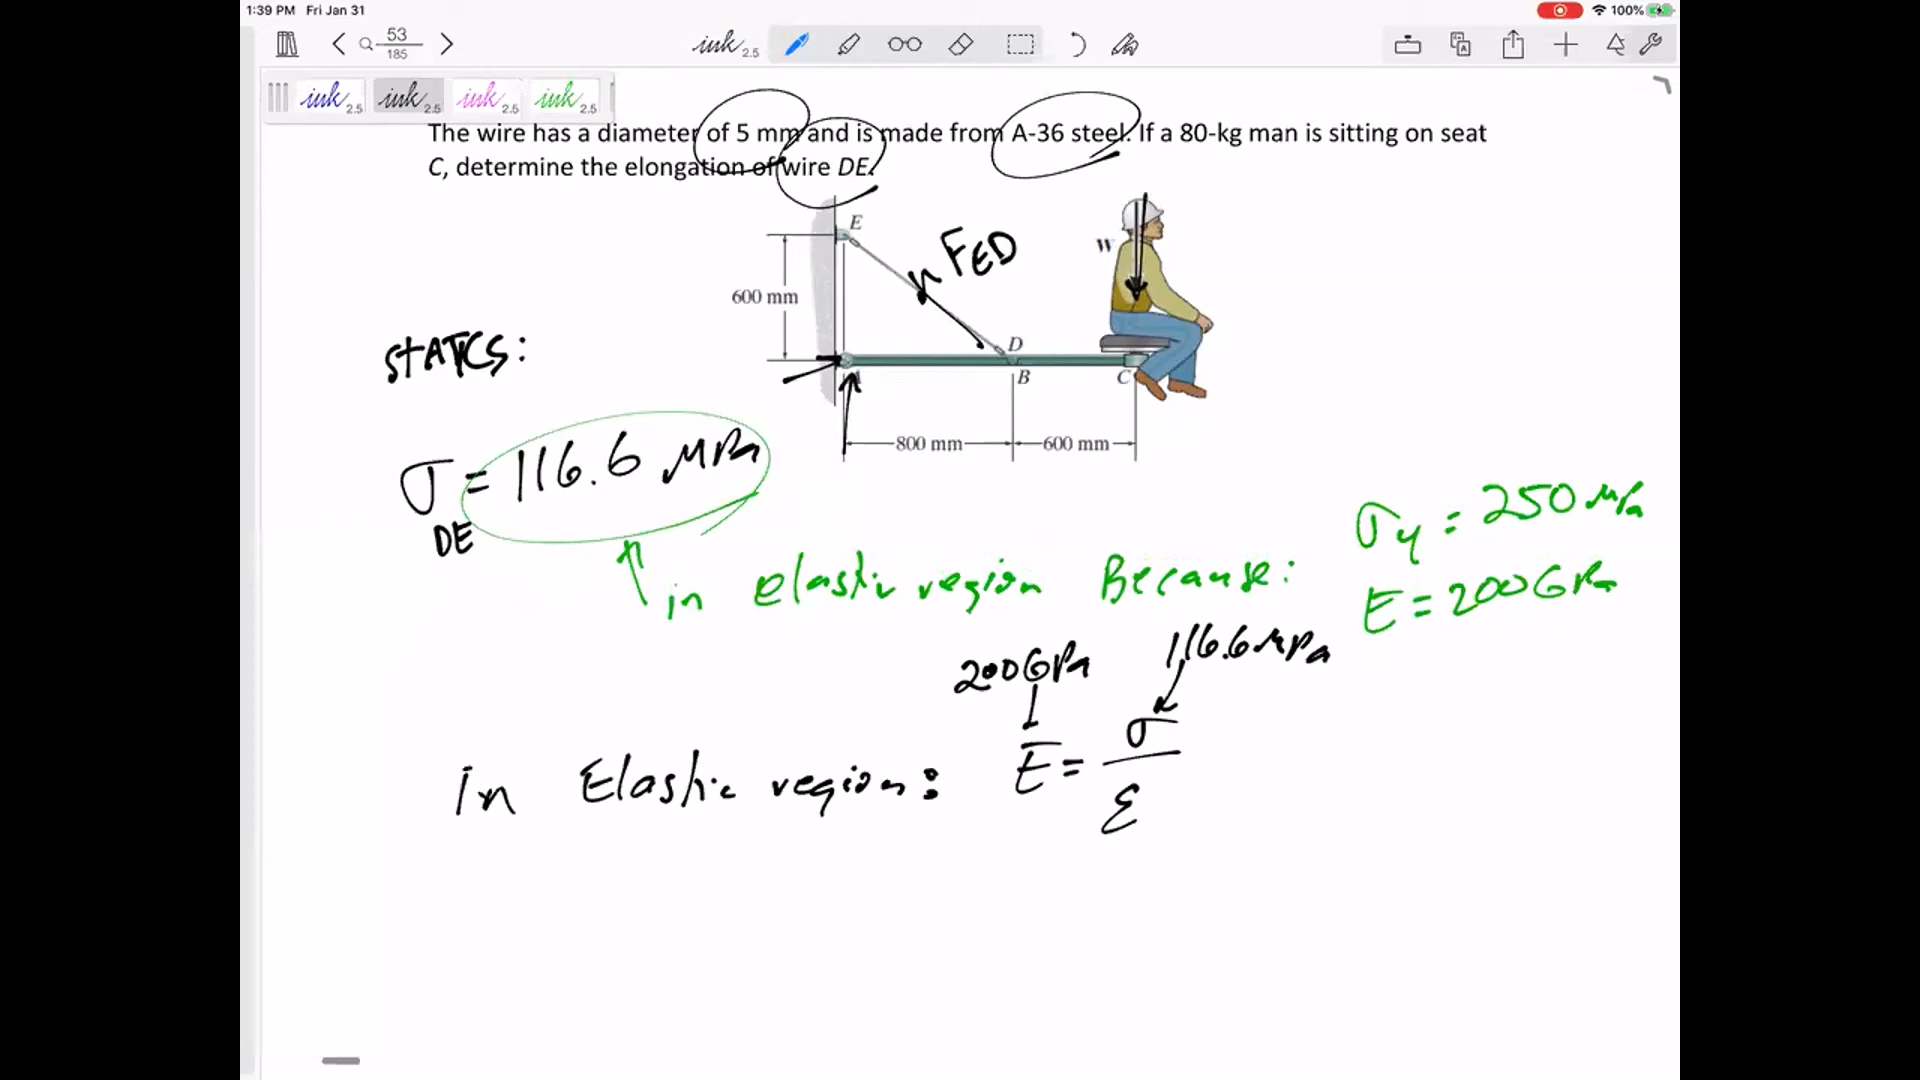 1:39 PM Fri Jan 31
100%
53
185
ink 2.5
ink 2.5 ink 2.5 ink 2.5 ink 2.5
The wire has a diameter of 5 mm and is made from A-36 steel. If a 80-kg man is sitting on seat
C, determine the elongation of wire DE.
E
FED
W
600 mm
STATICS:
D
A
B
C
800 mm
600 mm
σ = 116.6 MPa
DE
σy = 250 MPa
in elastic region Because:
E = 200 GPa
200 GPa
116.6 MPa
In Elastic region: E = σ
ε